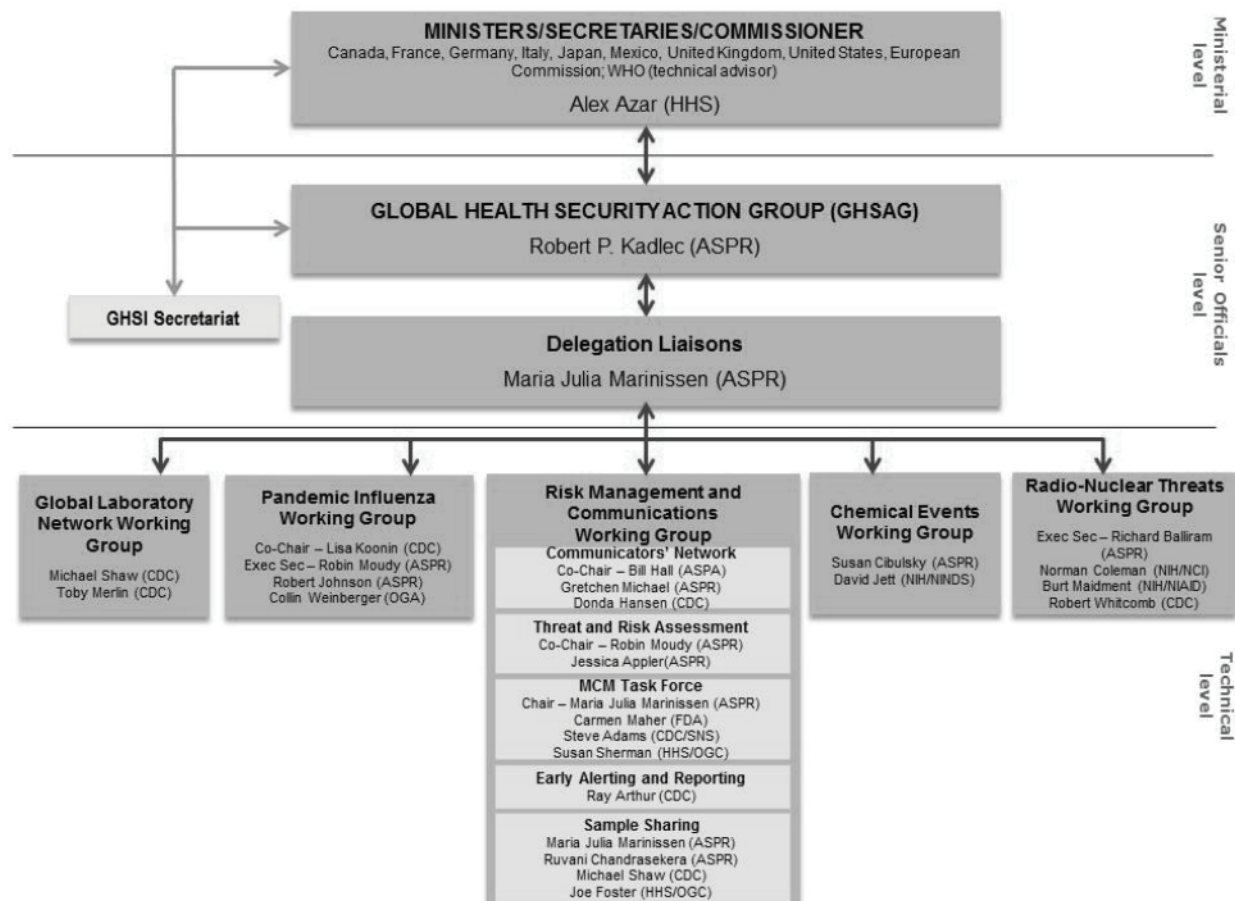 MINISTERS/SECRETARIES/COMMISSIONER
Canada, France, Germany, Italy, Japan, Mexico, United Kingdom, United States, European
Commission; WHO (technical advisor)
Alex Azar (HHS)
Ministerial
level
GLOBAL HEALTH SECURITY ACTION GROUP (GHSAG)
Robert P. Kadlec (ASPR)
GHSI Secretariat
Delegation Liaisons
Maria Julia Marinissen (ASPR)
Senior Officials
level
Global Laboratory
Network Working
Group
Michael Shaw (CDC)
Toby Merlin (CDC)
Pandemic Influenza
Working Group
Co-Chair – Lisa Koonin (CDC)
Exec Sec – Robin Moudy (ASPR)
Robert Johnson (ASPR)
Collin Weinberger (OGA)
Risk Management and
Communications
Working Group
Communicators' Network
Co-Chair – Bill Hall (ASPA)
Gretchen Michael (ASPR)
Donda Hansen (CDC)
Threat and Risk Assessment
Co-Chair – Robin Moudy (ASPR)
Jessica Appler(ASPR)
MCM Task Force
Chair – Maria Julia Marinissen (ASPR)
Carmen Maher (FDA)
Steve Adams (CDC/SNS)
Susan Sherman (HHS/OGC)
Early Alerting and Reporting
Ray Arthur (CDC)
Sample Sharing
Maria Julia Marinissen (ASPR)
Ruvani Chandrasekera (ASPR)
Michael Shaw (CDC)
Joe Foster (HHS/OGC)
Chemical Events
Working Group
Susan Cibulsky (ASPR)
David Jett (NIH/NINDS)
Radio-Nuclear Threats
Working Group
Exec Sec – Richard Balliram
(ASPR)
Norman Coleman (NIH/NCI)
Burt Maidment (NIH/NIAID)
Robert Whitcomb (CDC)
Technical
level